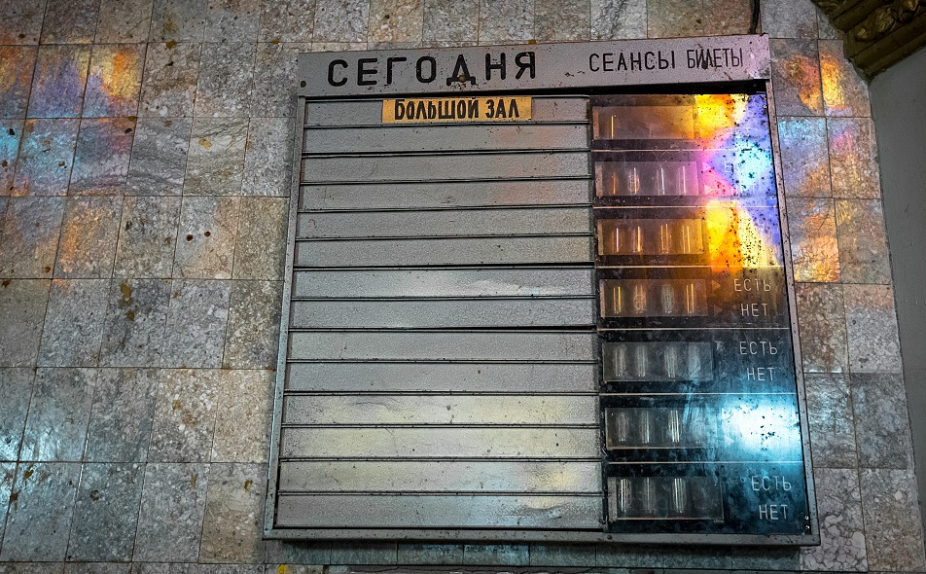 СЕГОДНЯ СЕАНСЫ БИЛЕТЫ
БОЛЬШОЙ ЗАЛ
ЕСТЬ
НЕТ
ЕСТЬ
НЕТ
ЕСТЬ
НЕТ